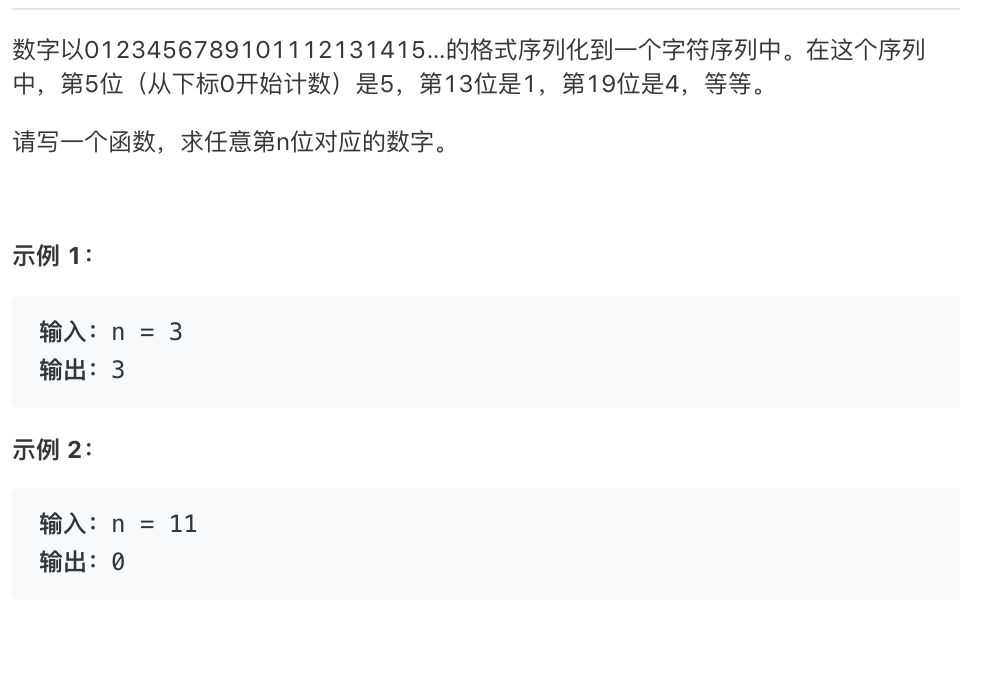 数字以0123456789101112131415…的格式序列化到一个字符序列中。在这个序列
中，第5位（从下标0开始计数）是5，第13位是1，第19位是4，等等。
请写一个函数，求任意第n位对应的数字。
示例 1：
输入：n = 3
输出：3
示例 2：
输入：n = 11
输出：0